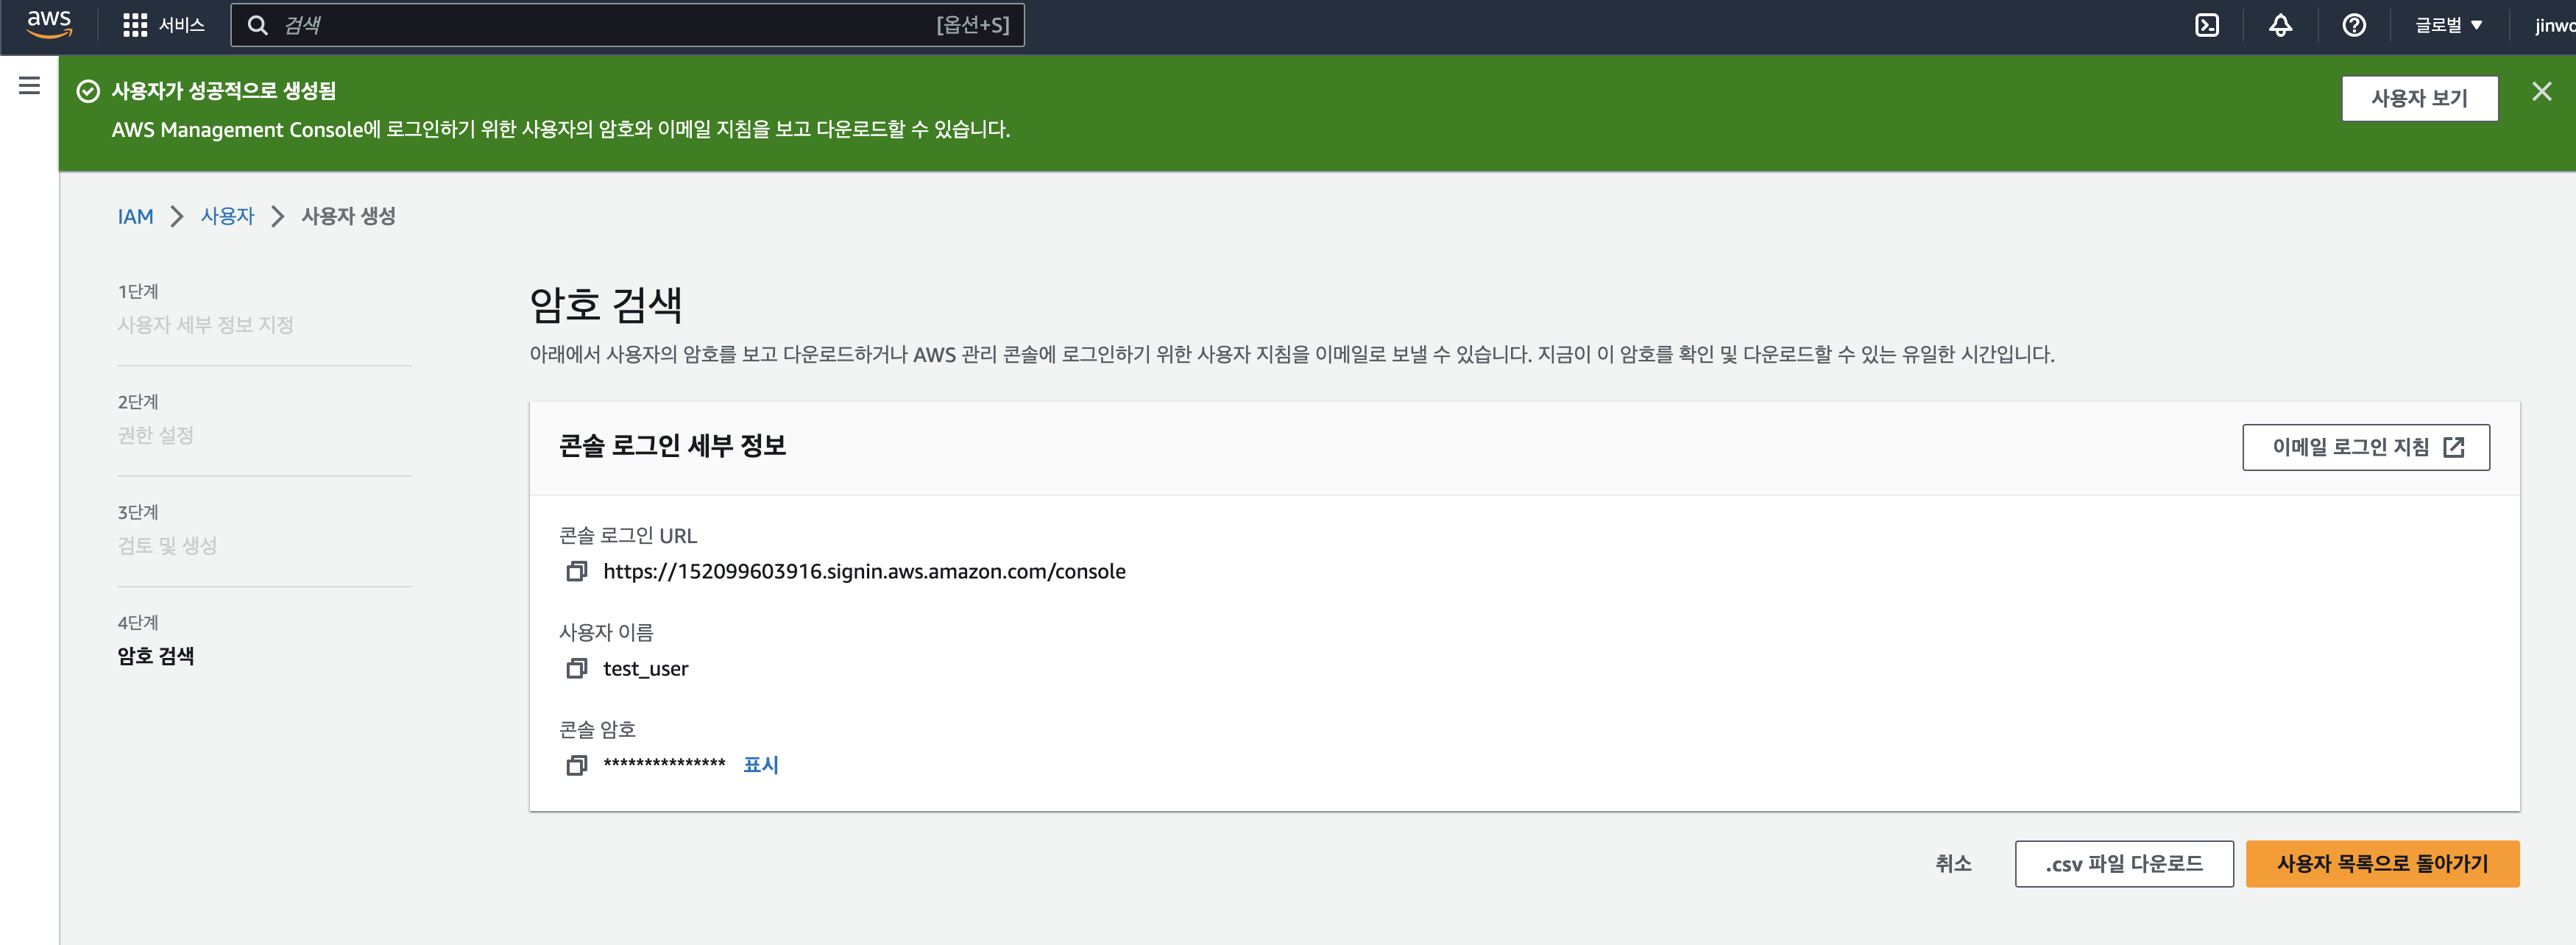 aws
서비스
검색
[옵션+S]
글로벌
사용자가 성공적으로 생성됨
AWS Management Console에 로그인하기 위한 사용자의 암호와 이메일 지침을 보고 다운로드할 수 있습니다.
사용자 보기
IAM
사용자
사용자 생성
1단계
사용자 세부 정보 지정
2단계
권한 설정
3단계
검토 및 생성
4단계
암호 검색
암호 검색
아래에서 사용자의 암호를 보고 다운로드하거나 AWS 관리 콘솔에 로그인하기 위한 사용자 지침을 이메일로 보낼 수 있습니다. 지금이 이 암호를 확인 및 다운로드할 수 있는 유일한 시간입니다.
콘솔 로그인 세부 정보
이메일 로그인 지침
콘솔 로그인 URL
https://152099603916.signin.aws.amazon.com/console
사용자 이름
test_user
콘솔 암호
*************** 표시
취소
.csv 파일 다운로드
사용자 목록으로 돌아가기